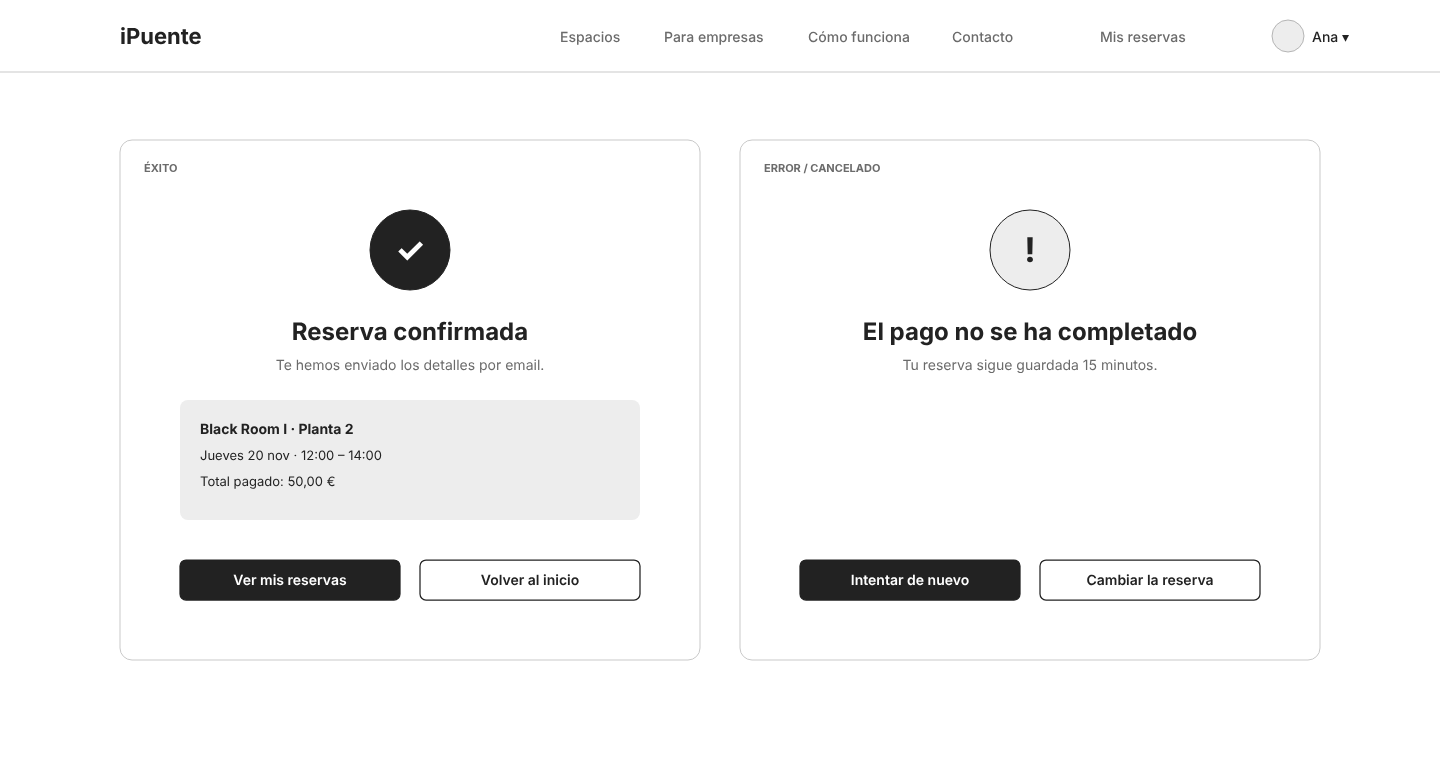 iPuente
Espacios
Para empresas
Cómo funciona
Contacto
Mis reservas
Ana ▾
ÉXITO
Reserva confirmada
Te hemos enviado los detalles por email.
Black Room I · Planta 2
Jueves 20 nov · 12:00 – 14:00
Total pagado: 50,00 €
Ver mis reservas
Volver al inicio
ERROR / CANCELADO
!
El pago no se ha completado
Tu reserva sigue guardada 15 minutos.
Intentar de nuevo
Cambiar la reserva